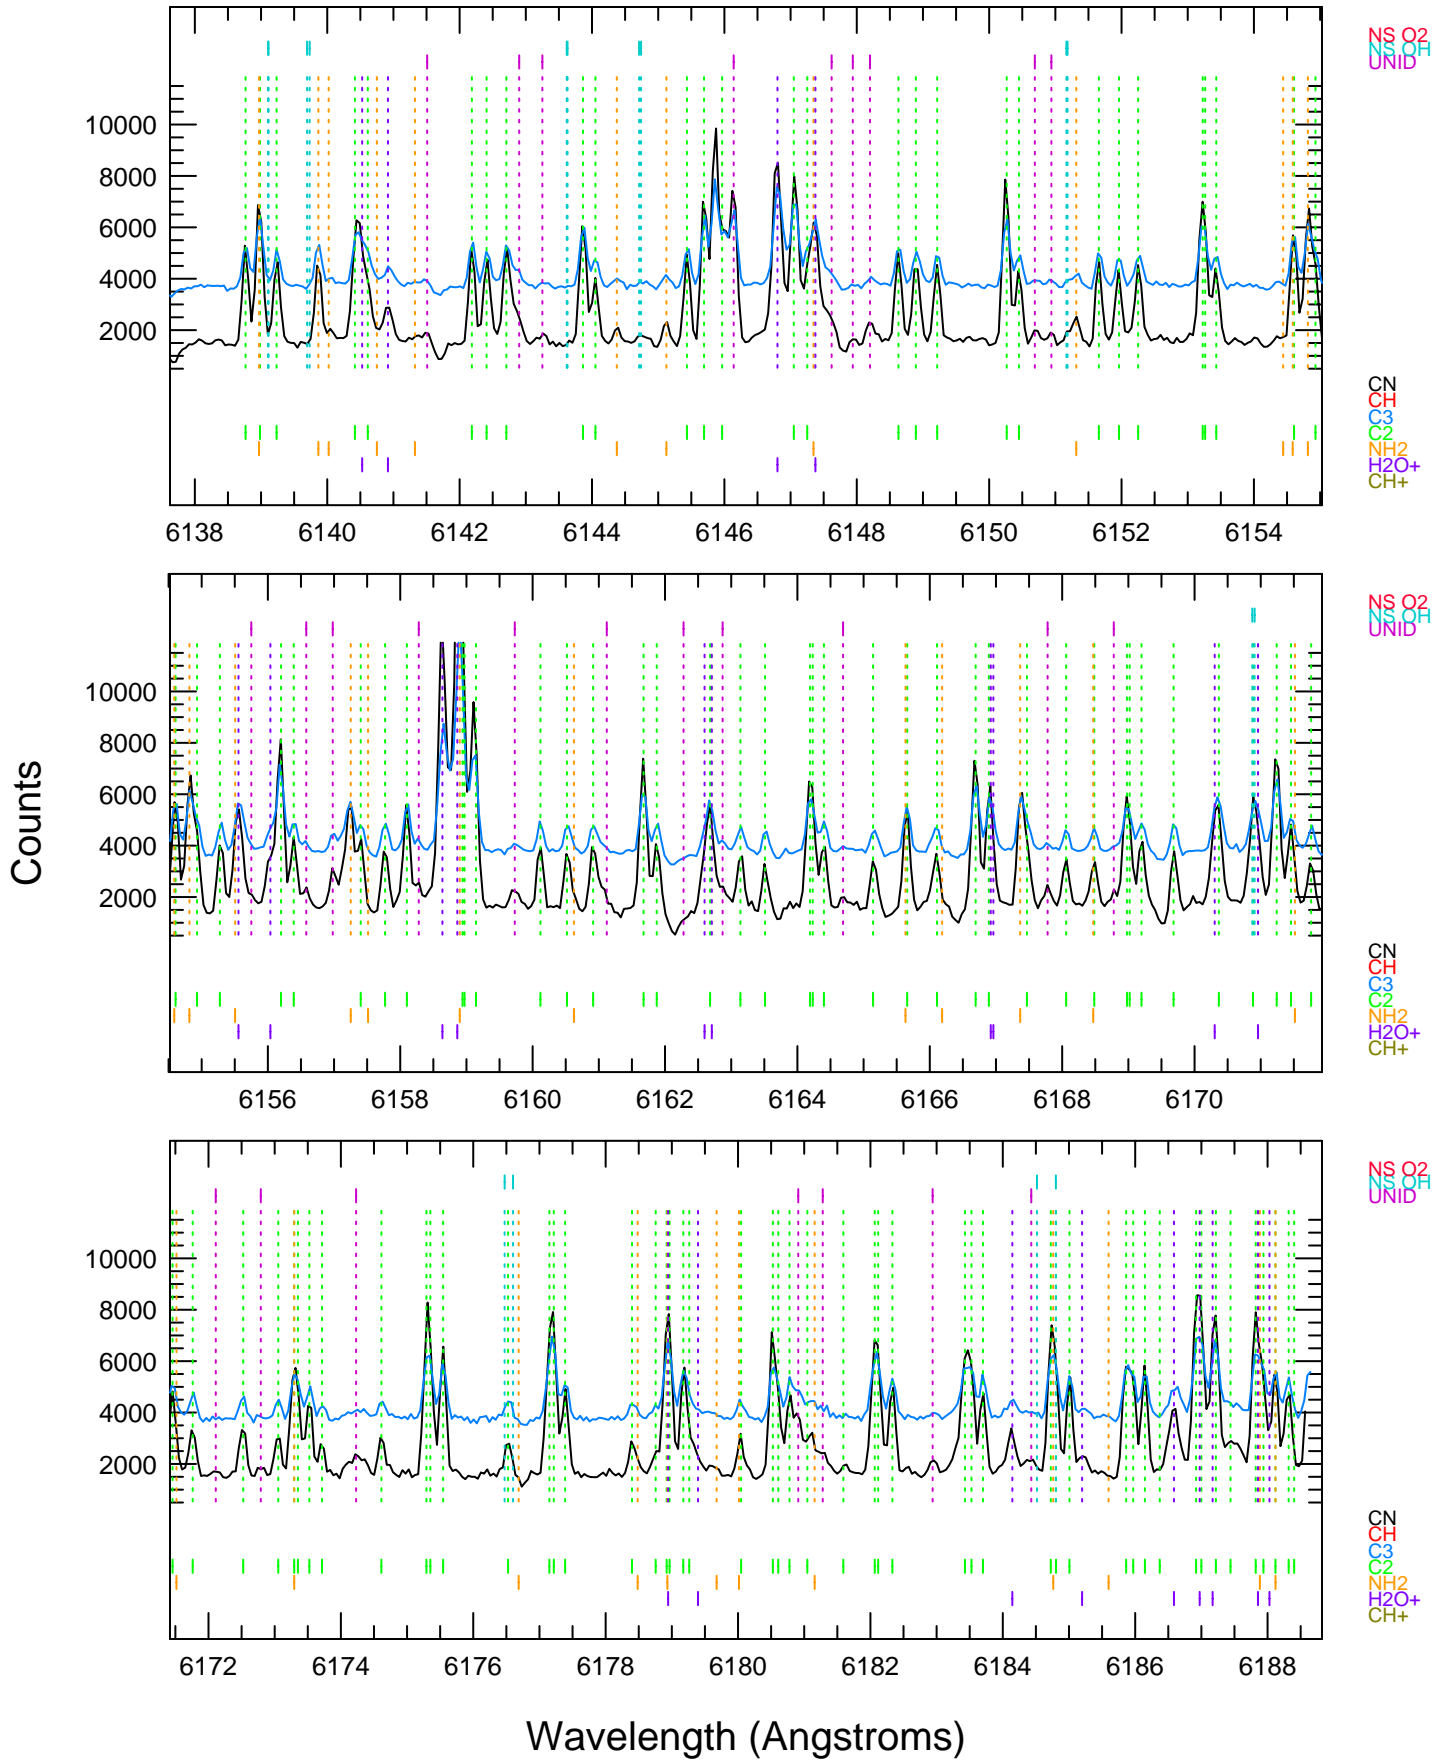 NS O2
NS OH
UNID
10000
8000
6000
4000
2000
CN
CH
C3
C2
NH2
H2O+
CH+
6138 6140 6142 6144 6146 6148 6150 6152 6154
NS O2
NS OH
UNID
10000
8000
6000
4000
2000
Counts
CN
CH
C3
C2
NH2
H2O+
CH+
6156 6158 6160 6162 6164 6166 6168 6170
NS O2
NS OH
UNID
10000
8000
6000
4000
2000
CN
CH
C3
C2
NH2
H2O+
CH+
6172 6174 6176 6178 6180 6182 6184 6186 6188
Wavelength (Angstroms)